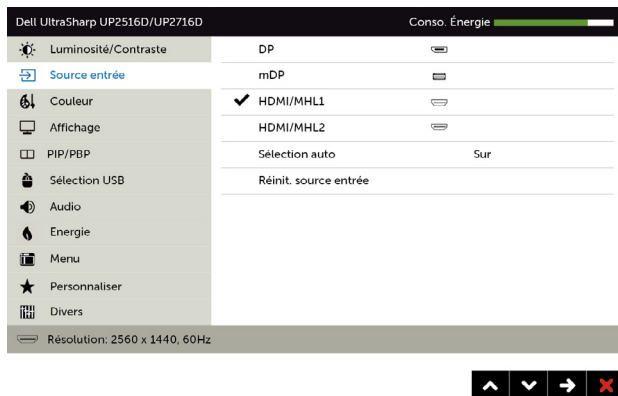 Dell UltraSharp UP2516D/UP2716D Conso. Énergie
Luminosité/Contraste
Source entrée
Couleur
Affichage
PIP/PBP
Sélection USB
Audio
Energie
Menu
Personnaliser
Divers
DP
mDP
HDMI/MHL1
HDMI/MHL2
Sélection auto Sur
Réinit. source entrée
Résolution: 2560 x 1440, 60Hz